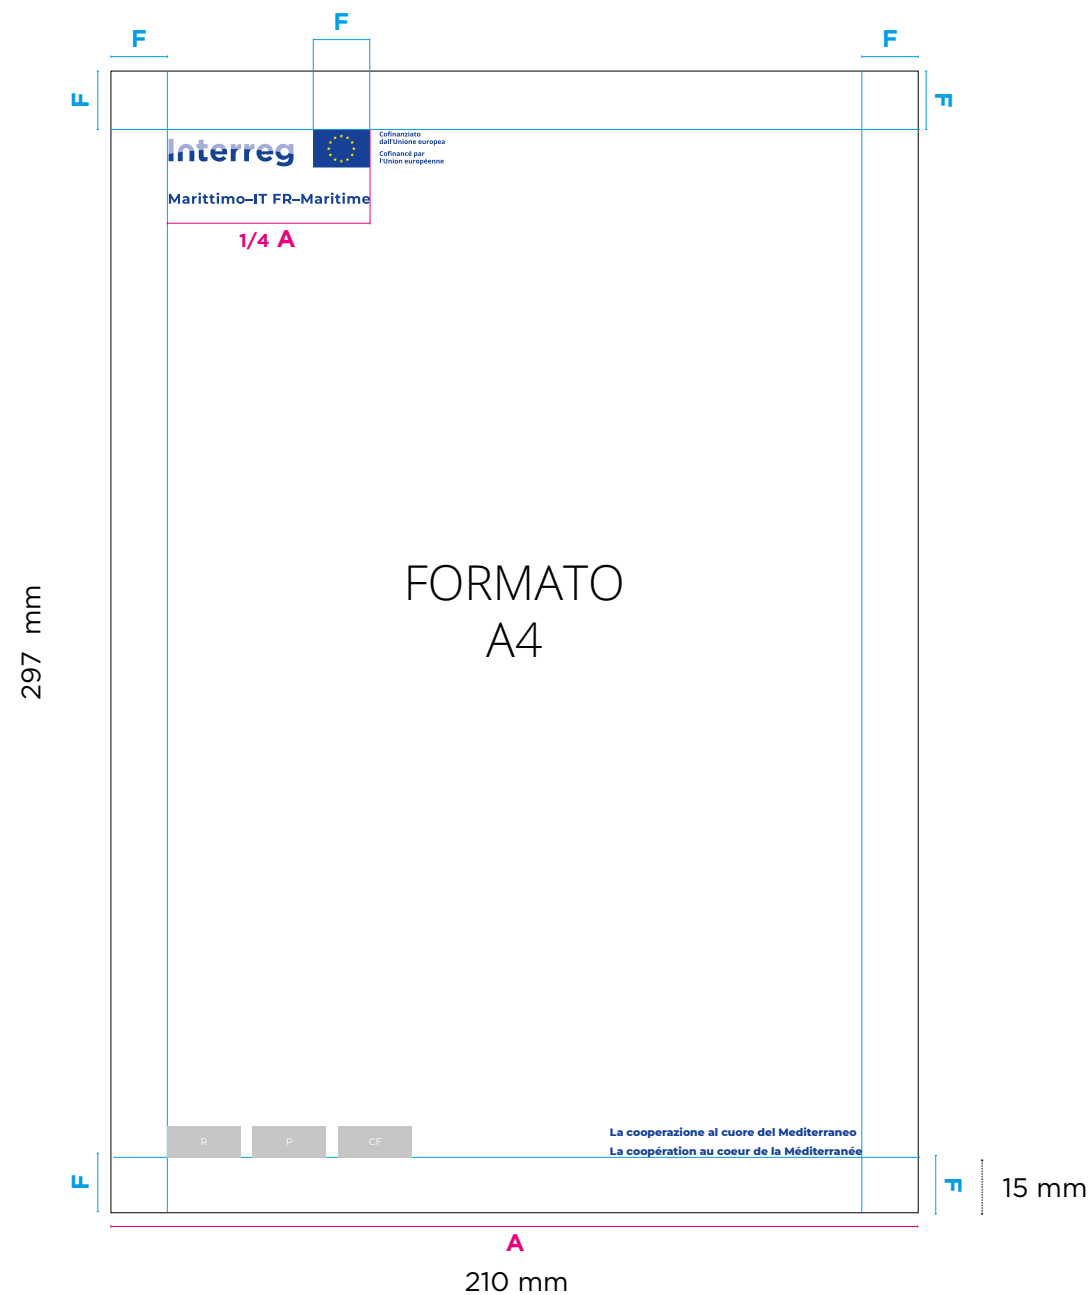 F
F
F
F
F
Interreg
Cofinanziato
dall'Unione europea
Cofinancé par
l'Union européenne
Marittimo–IT FR–Maritime
1/4 A
FORMATO
A4
297 mm
R
P
CF
La cooperazione al cuore del Mediterraneo
La coopération au coeur de la Méditerranée
F
F
15 mm
A
210 mm